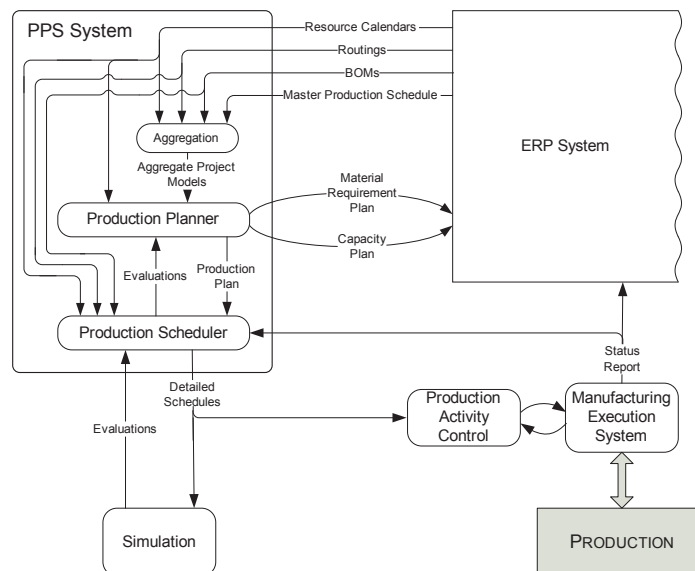 PPS System
Resource Calendars
Routings
BOMs
Master Production Schedule
ERP System
Aggregation
Aggregate Project
Models
Material
Requirement
Plan
Production Planner
Capacity
Plan
Evaluations
Production
Plan
Production Scheduler
Status
Report
Detailed
Schedules
Production
Activity
Control
Manufacturing
Execution
System
Evaluations
Simulation
PRODUCTION